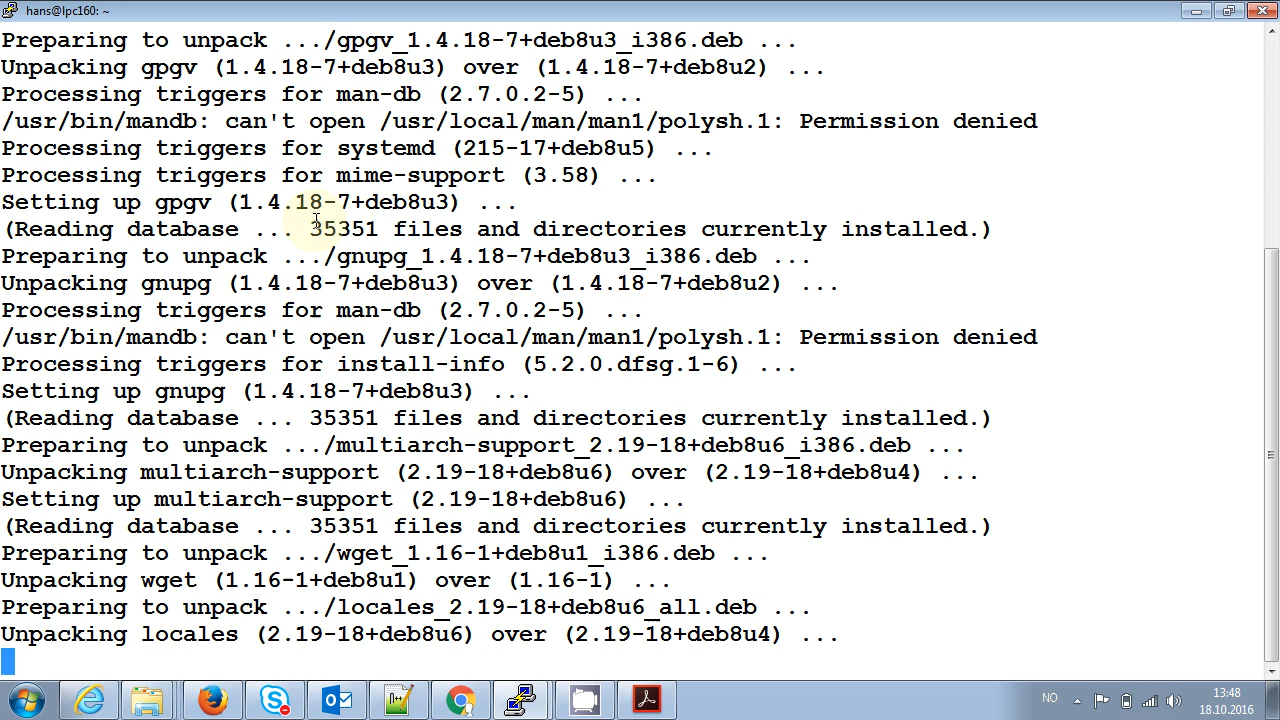 hans@lpc160: ~
Preparing to unpack .../gpgv_1.4.18-7+deb8u3_i386.deb ...
Unpacking gpgv (1.4.18-7+deb8u3) over (1.4.18-7+deb8u2) ...
Processing triggers for man-db (2.7.0.2-5) ...
/usr/bin/mandb: can't open /usr/local/man/man1/polysh.1: Permission denied
Processing triggers for systemd (215-17+deb8u5) ...
Processing triggers for mime-support (3.58) ...
Setting up gpgv (1.4.18-7+deb8u3) ...
(Reading database ... 35351 files and directories currently installed.)
Preparing to unpack .../gnupg_1.4.18-7+deb8u3_i386.deb ...
Unpacking gnupg (1.4.18-7+deb8u3) over (1.4.18-7+deb8u2) ...
Processing triggers for man-db (2.7.0.2-5) ...
/usr/bin/mandb: can't open /usr/local/man/man1/polysh.1: Permission denied
Processing triggers for install-info (5.2.0.dfsg.1-6) ...
Setting up gnupg (1.4.18-7+deb8u3) ...
(Reading database ... 35351 files and directories currently installed.)
Preparing to unpack .../multiarch-support_2.19-18+deb8u6_i386.deb ...
Unpacking multiarch-support (2.19-18+deb8u6) over (2.19-18+deb8u4) ...
Setting up multiarch-support (2.19-18+deb8u6) ...
(Reading database ... 35351 files and directories currently installed.)
Preparing to unpack .../wget_1.16-1+deb8u1_i386.deb ...
Unpacking wget (1.16-1+deb8u1) over (1.16-1) ...
Preparing to unpack .../locales_2.19-18+deb8u6_all.deb ...
Unpacking locales (2.19-18+deb8u6) over (2.19-18+deb8u4) ...
NO
13:48
18.10.2016